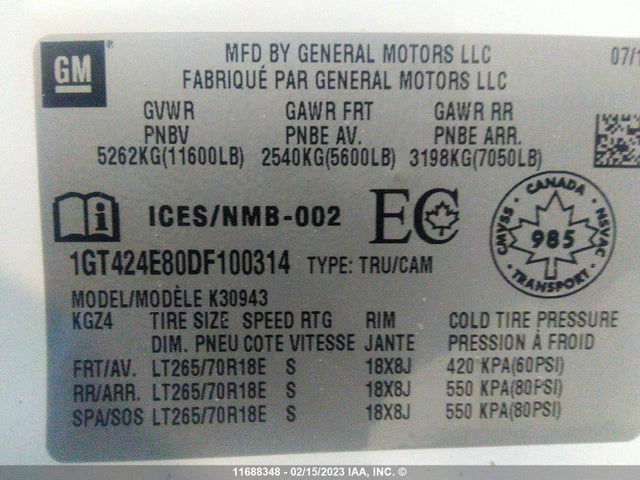 GM
MFD BY GENERAL MOTORS LLC
07/1
FABRIQUÉ PAR GENERAL MOTORS LLC
GVWR GAWR FRT GAWR RR
PNBV PNBE AV. PNBE ARR.
5262KG(11600LB) 2540KG(5600LB) 3198KG(7050LB)
ICES/NMB-002 EC
CANADA
CMVSS 985 NSVAC
TRANSPORT
1GT424E80DF100314 TYPE: TRU/CAM
MODEL/MODÈLE K30943
KGZ4 TIRE SIZE SPEED RTG RIM COLD TIRE PRESSURE
DIM. PNEU COTE VITESSE JANTE PRESSION À FROID
FRT/AV. LT265/70R18E S 18X8J 420 KPA(60PSI)
RR/ARR. LT265/70R18E S 18X8J 550 KPA(80PSI)
SPA/SOS LT265/70R18E S 18X8J 550 KPA(80PSI)
11688348 - 02/15/2023 IAA, INC. ©